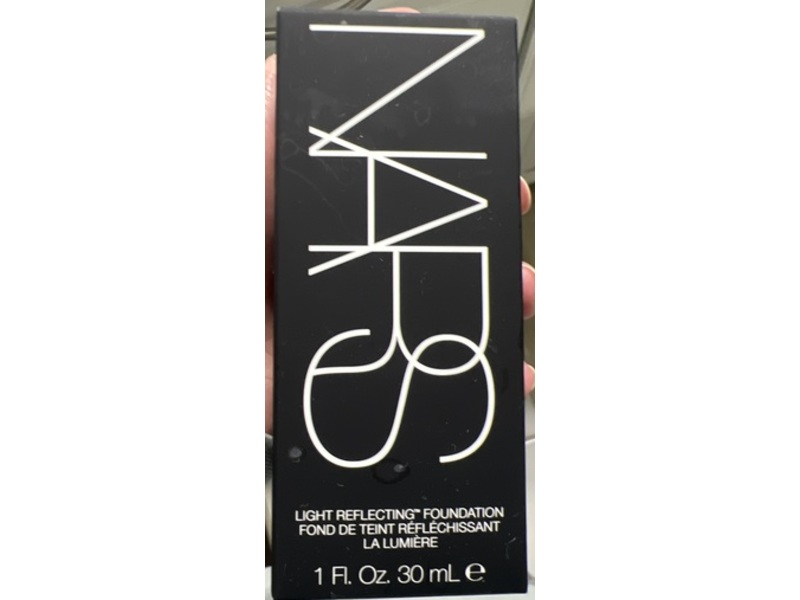 NARS
LIGHT REFLECTING™ FOUNDATION
FOND DE TEINT RÉFLÉCHISSANT
LA LUMIÈRE
1 Fl. Oz. 30 mL ℮